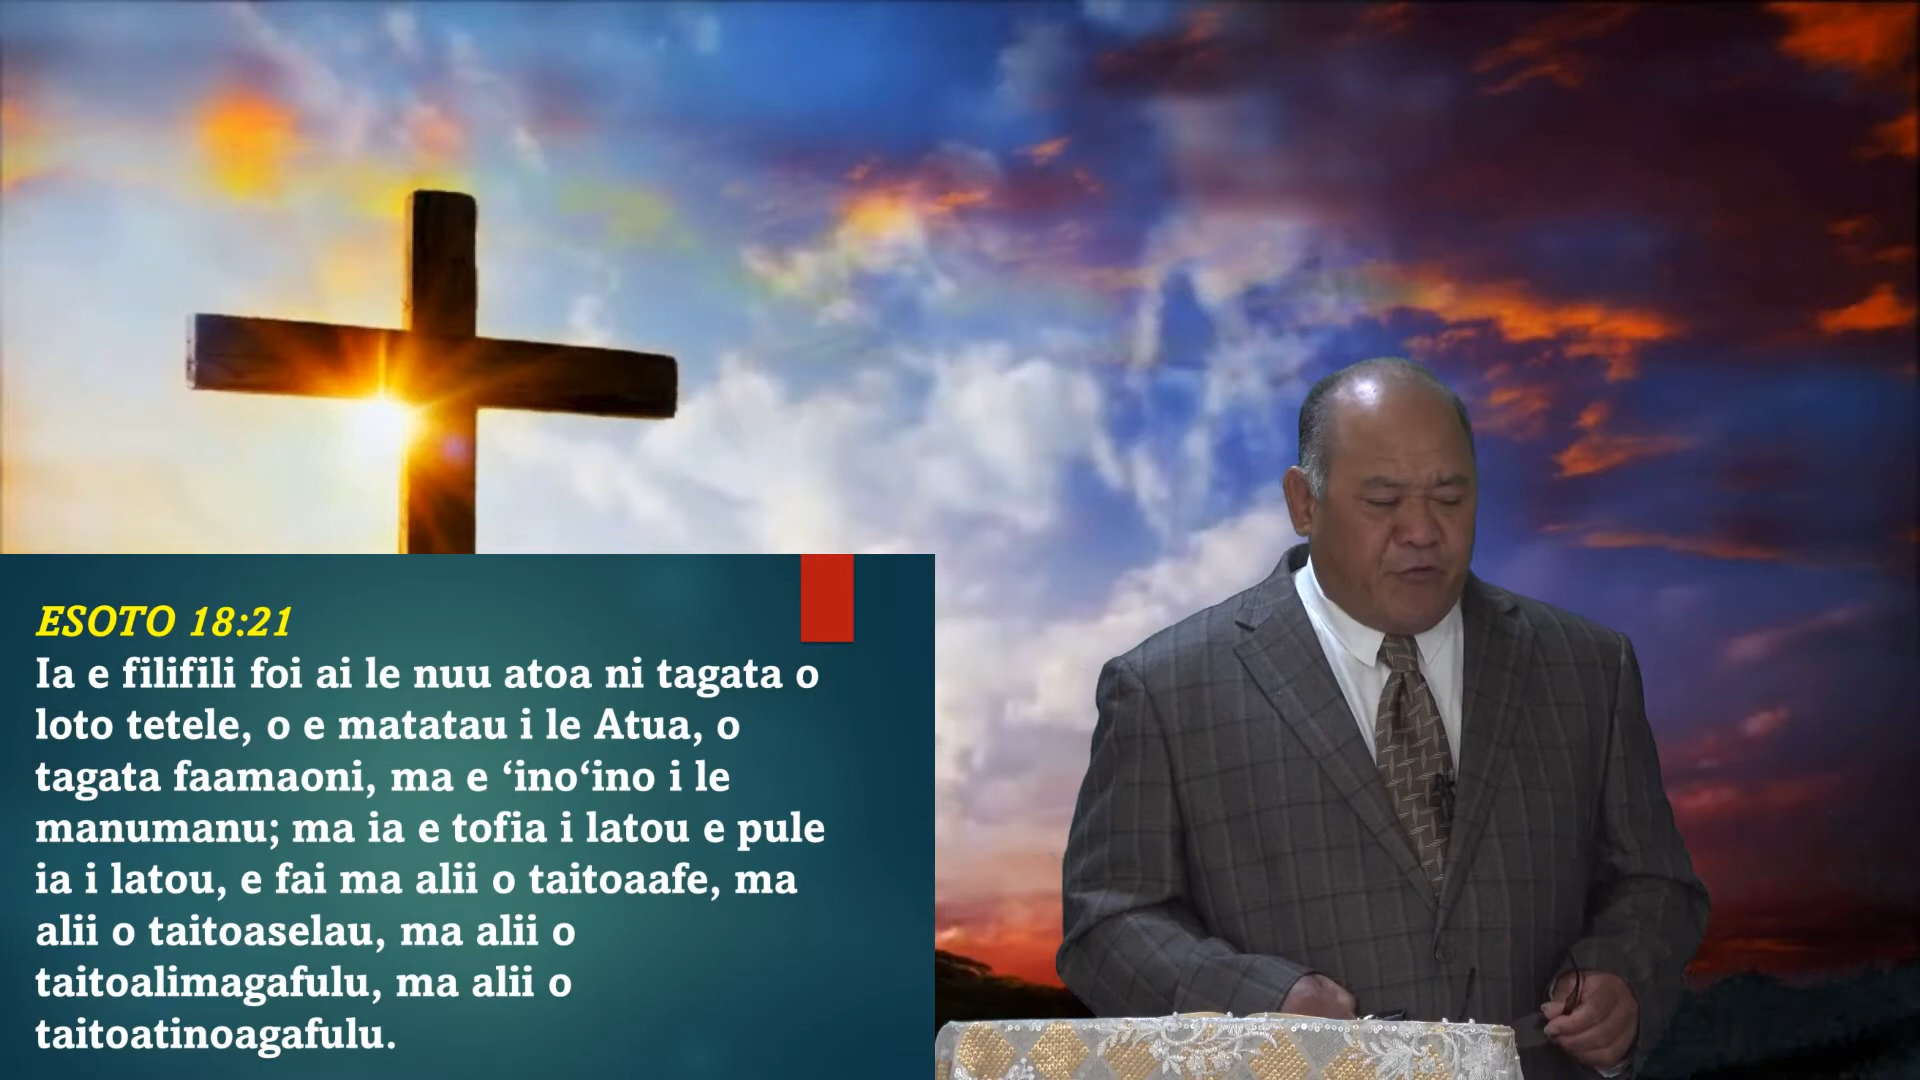 ESOTO 18:21
Ia e filifili foi ai le nuu atoa ni tagata o
loto tetele, o e matatau i le Atua, o
tagata faamaoni, ma e ‘ino‘ino i le
manumanu; ma ia e tofia i latou e pule
ia i latou, e fai ma alii o taitoaafe, ma
alii o taitoaselau, ma alii o
taitoalimagafulu, ma alii o
taitoatinoagafulu.